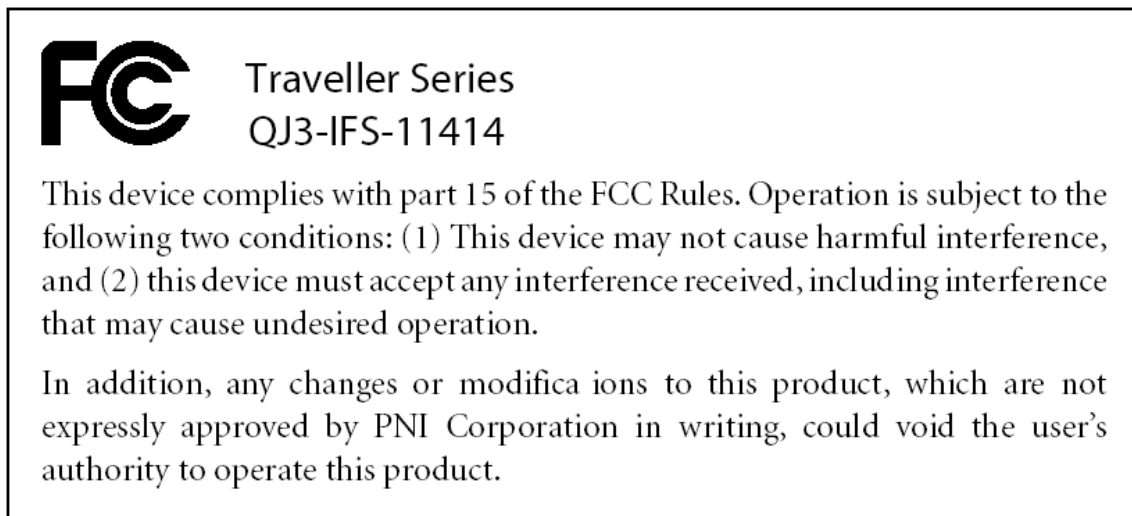 FCC
Traveller Series
QJ3-IFS-11414
This device complies with part 15 of the FCC Rules. Operation is subject to the
following two conditions: (1) This device may not cause harmful interference,
and (2) this device must accept any interference received, including interference
that may cause undesired operation.
In addition, any changes or modifica ions to this product, which are not
expressly approved by PNI Corporation in writing, could void the user’s
authority to operate this product.